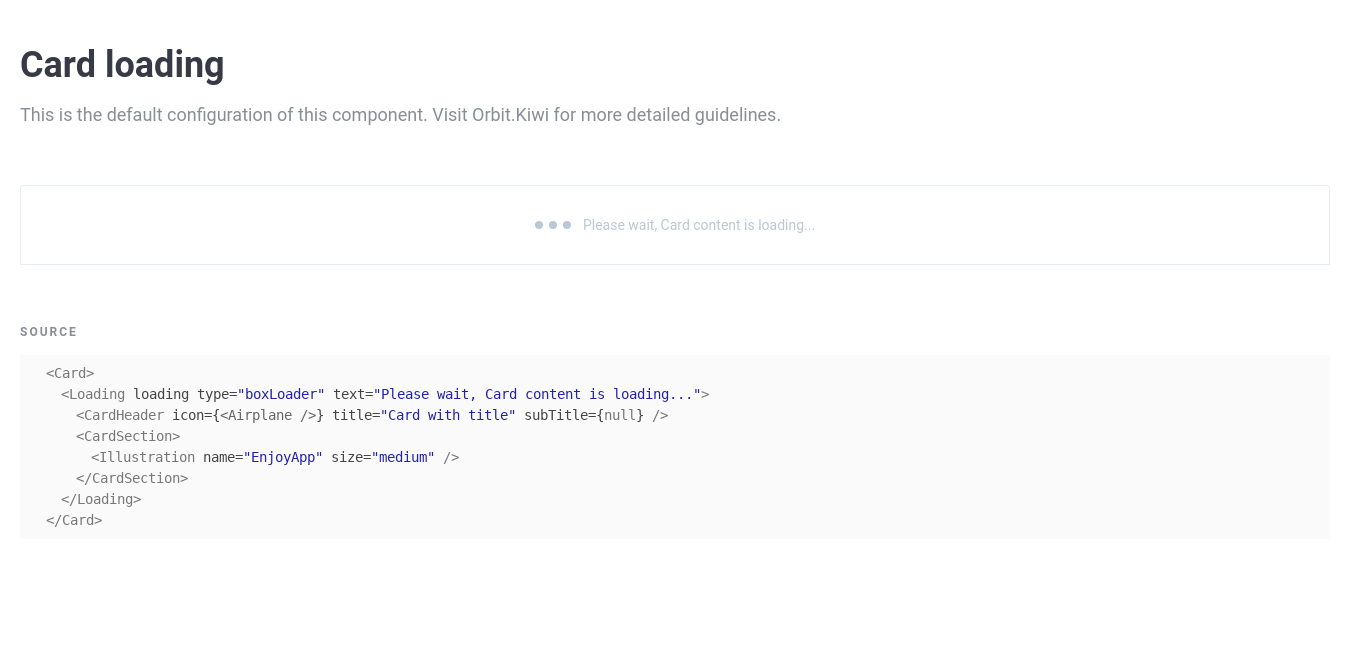 Card loading
This is the default configuration of this component. Visit Orbit.Kiwi for more detailed guidelines.
Please wait, Card content is loading...
SOURCE
<Card>
<Loading loading type="boxLoader" text="Please wait, Card content is loading...">
<CardHeader icon={<Airplane />} title="Card with title" subTitle={null} />
<CardSection>
<Illustration name="EnjoyApp" size="medium" />
</CardSection>
</Loading>
</Card>